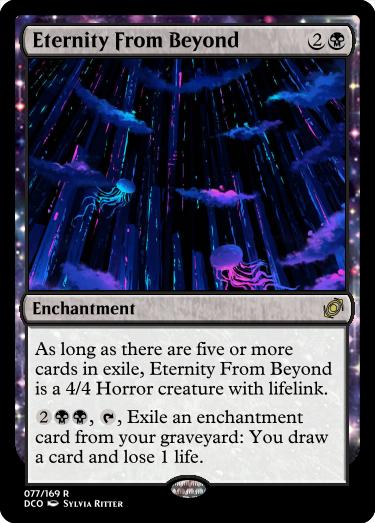 Eternity From Beyond 2
Enchantment
As long as there are five or more
cards in exile, Eternity From Beyond
is a 4/4 Horror creature with lifelink.
2, , Exile an enchantment
card from your graveyard: You draw
a card and lose 1 life.
077/169 R
DCO Sylvia Ritter